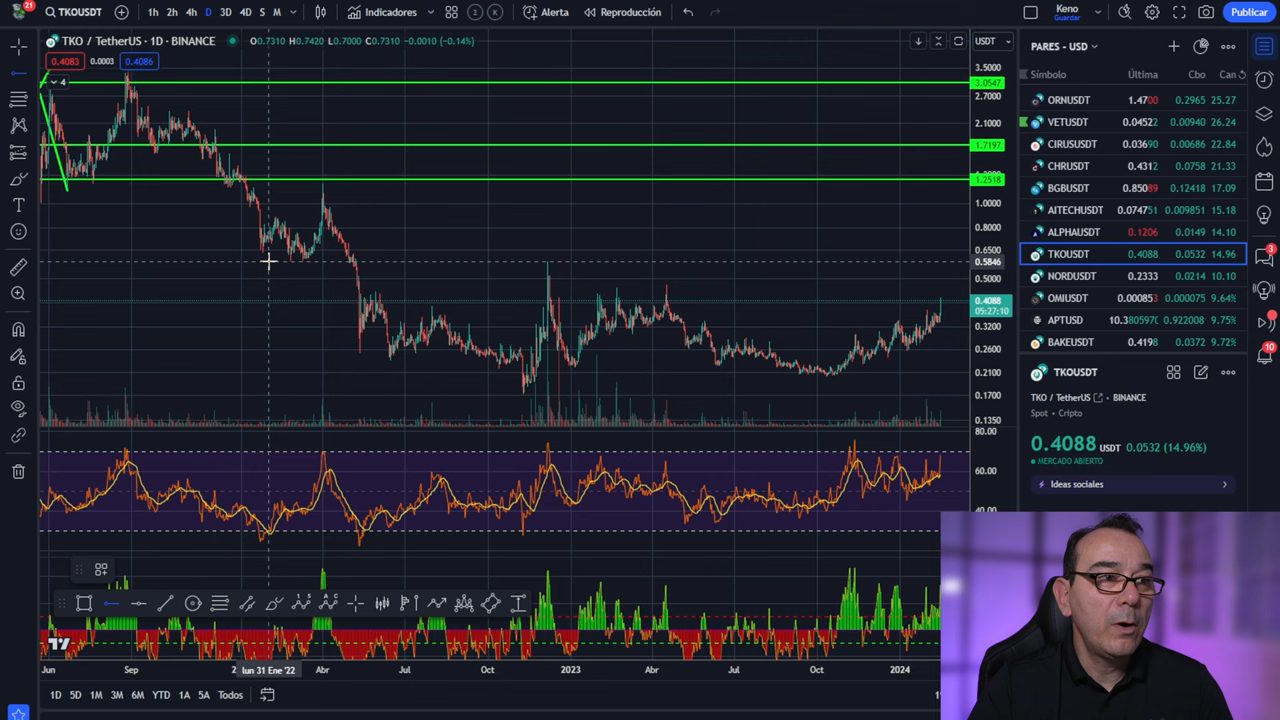 21
TKOUSDT
1h 2h 4h D 3D 4D S M
Indicadores
2 K
Alerta
Reproducción
Keno
Guardar
Publicar
TKO / TetherUS · 1D · BINANCE
O0.7310 H0.7420 L0.7000 C0.7310 −0.0010 (−0.14%)
0.4083 0.0003 0.4086
4
USDT
3.5000
3.0547
2.7000
2.1000
1.7197
1.2518
1.0000
0.8000
0.6500
0.5846
0.5000
0.4088
05:27:10
0.3200
0.2600
0.2100
0.1700
0.1350
80.00
60.00
40.00
Jun Sep lun 31 Ene '22 Abr Jul Oct 2023 Abr Jul Oct 2024
1D 5D 1M 3M 6M YTD 1A 5A Todos
PARES - USD
Símbolo Última Cbo Can
ORNUSDT 1.4700 0.2965 25.27
VETUSDT 0.04522 0.00940 26.24
CIRUSUSDT 0.03690 0.00686 22.84
CHRUSDT 0.4312 0.0758 21.33
BGBUSDT 0.85089 0.12418 17.09
AITECHUSDT 0.074751 0.009851 15.18
ALPHAUSDT 0.1206 0.0149 14.10
TKOUSDT 0.4088 0.0532 14.96
NORDUSDT 0.2333 0.0214 10.10
OMIUSDT 0.000853 0.000075 9.64%
APTUSD 10.3805970 0.922008 9.75%
BAKEUSDT 0.4198 0.0372 9.72%
TKOUSDT
TKO / TetherUS BINANCE
Spot • Cripto
0.4088 USDT 0.0532 (14.96%)
MERCADO ABIERTO
Ideas sociales
3
10